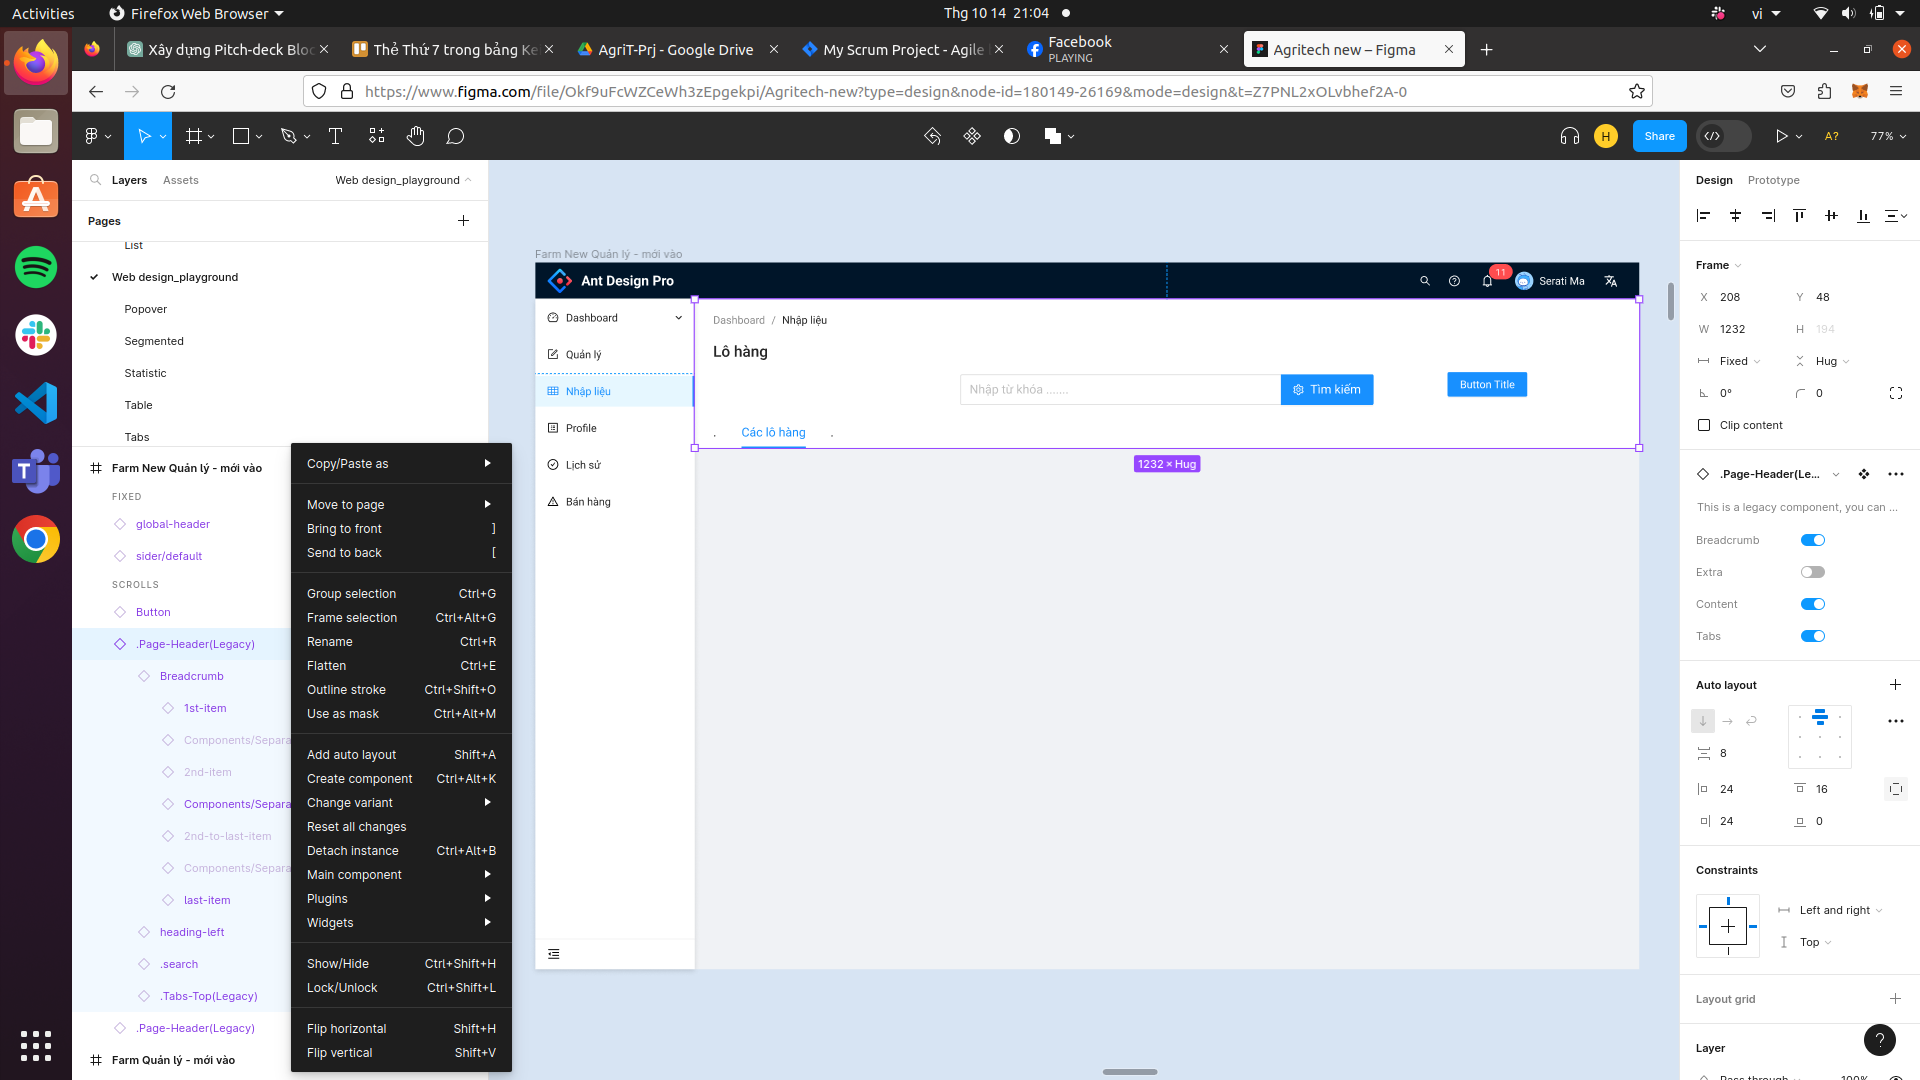 Activities
Firefox Web Browser
Thg 10 14 21:04
vi
Xây dựng Pitch-deck Bloc
Thẻ Thứ 7 trong bảng Kế
AgriT-Prj - Google Drive
My Scrum Project - Agile
Facebook
PLAYING
Agritech new – Figma
https://www.figma.com/file/Okf9uFcWZCeWh3zEpgekpi/Agritech-new?type=design&node-id=180149-26169&mode=design&t=Z7PNL2xOLvbhef2A-0
H
Share
A?
77%
Layers
Assets
Web design_playground
Pages
List
Web design_playground
Popover
Segmented
Statistic
Table
Tabs
Farm New Quản lý - mới vào
FIXED
global-header
sider/default
SCROLLS
Button
.Page-Header(Legacy)
Breadcrumb
1st-item
Components/Separa
2nd-item
Components/Separa
2nd-to-last-item
Components/Separa
last-item
heading-left
.search
.Tabs-Top(Legacy)
.Page-Header(Legacy)
Farm Quản lý - mới vào
Copy/Paste as
Move to page
Bring to front ]
Send to back [
Group selection Ctrl+G
Frame selection Ctrl+Alt+G
Rename Ctrl+R
Flatten Ctrl+E
Outline stroke Ctrl+Shift+O
Use as mask Ctrl+Alt+M
Add auto layout Shift+A
Create component Ctrl+Alt+K
Change variant
Reset all changes
Detach instance Ctrl+Alt+B
Main component
Plugins
Widgets
Show/Hide Ctrl+Shift+H
Lock/Unlock Ctrl+Shift+L
Flip horizontal Shift+H
Flip vertical Shift+V
Farm New Quản lý - mới vào
Ant Design Pro
11
Serati Ma
Dashboard
Quản lý
Nhập liệu
Profile
Lịch sử
Bán hàng
Dashboard / Nhập liệu
Lô hàng
Nhập từ khóa .......
Tìm kiếm
Button Title
. Các lô hàng .
1232 × Hug
Design
Prototype
Frame
X 208 Y 48
W 1232 H 194
Fixed Hug
0° 0
Clip content
.Page-Header(Le...
This is a legacy component, you can ...
Breadcrumb
Extra
Content
Tabs
Auto layout
8
24 16
24 0
Constraints
Left and right
Top
Layout grid
Layer
Pass through 100%
?